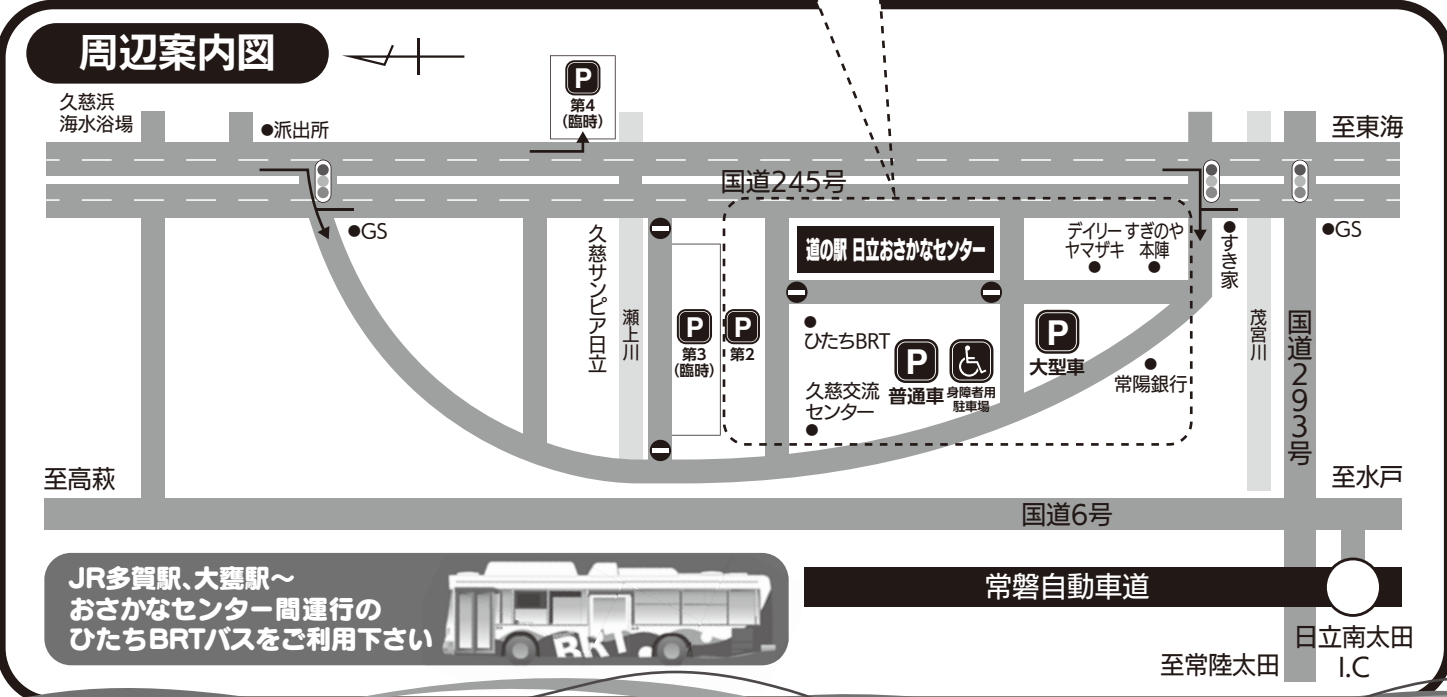 周辺案内図
久慈浜
海水浴場
●派出所
P
第4
(臨時)
至東海
国道245号
●GS
久慈サンピア日立
瀬上川
P
第3
(臨時)
P
第2
道の駅 日立おさかなセンター
デイリー
ヤマザキ
すぎのや
本陣
すき家
●GS
ひたちBRT
P
普通車
身障者用
駐車場
P
大型車
久慈交流
センター
常陽銀行
茂宮川
国道293号
至高萩
至水戸
国道6号
JR多賀駅、大甕駅~
おさかなセンター間運行の
ひたちBRTバスをご利用下さい
BRT
常磐自動車道
日立南太田
I.C
至常陸太田